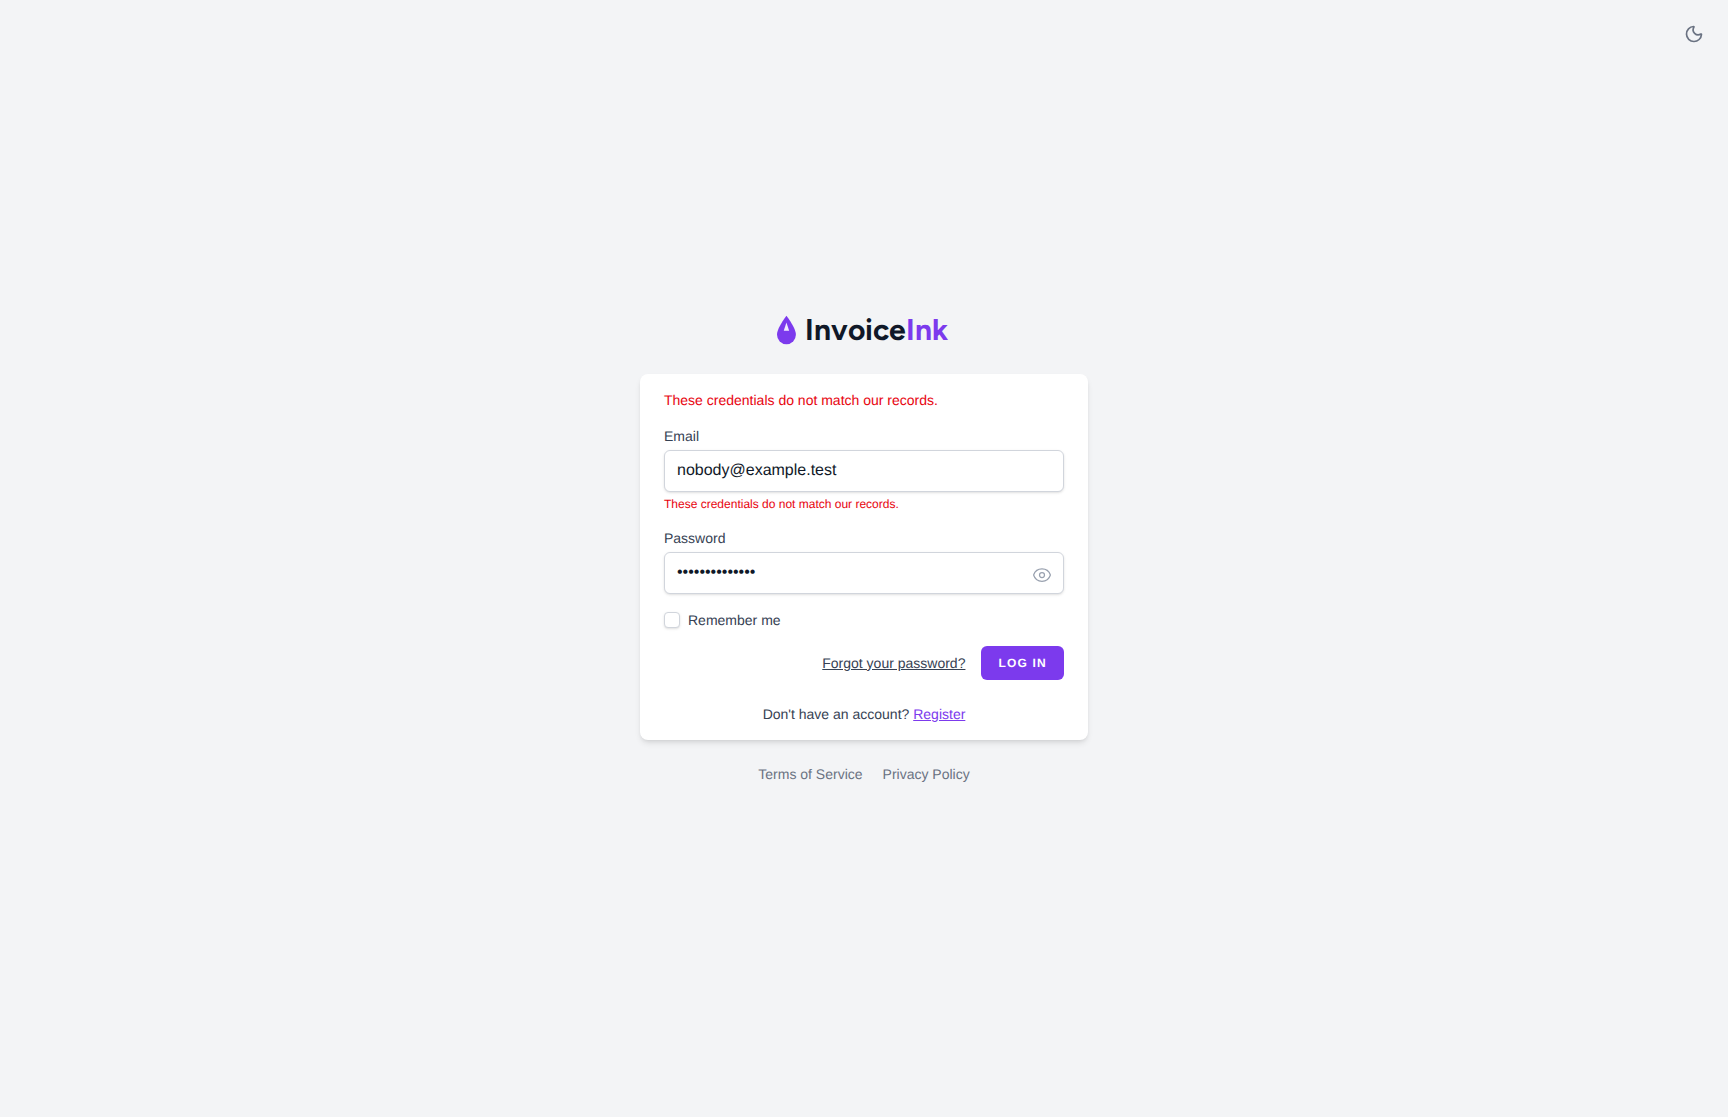 InvoiceInk
These credentials do not match our records.
Email
nobody@example.test
These credentials do not match our records.
Password
••••••••••••••
Remember me
Forgot your password? LOG IN
Don't have an account? Register
Terms of Service Privacy Policy